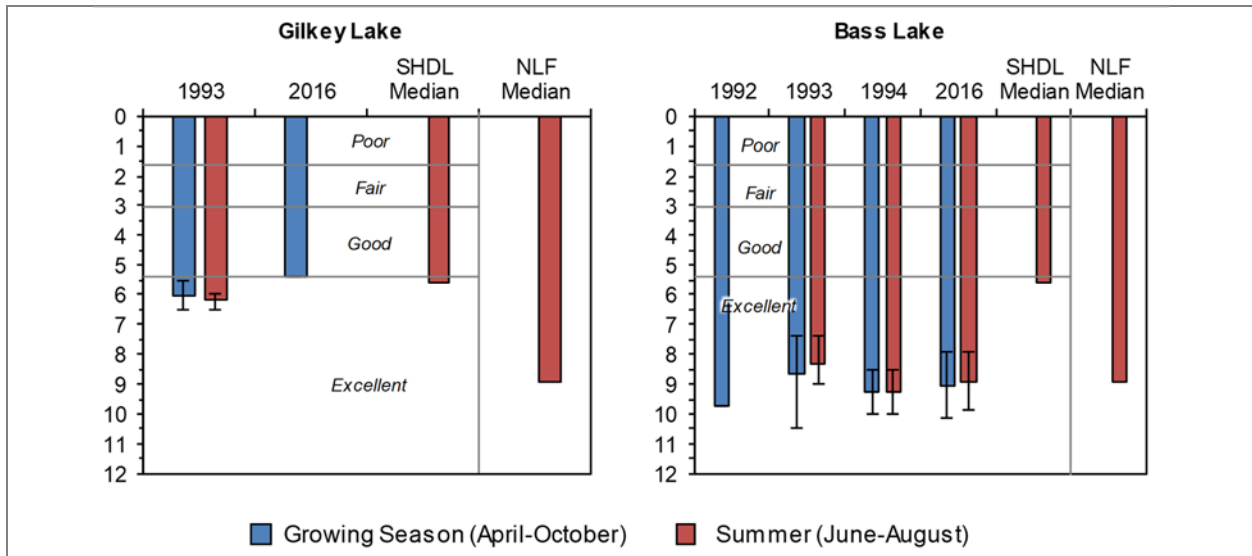 Gilkey Lake
1993
2016
SHDL
Median
NLF
Median
0
1
2
3
4
5
6
7
8
9
10
11
12
Poor
Fair
Good
Excellent
Bass Lake
1992
1993
1994
2016
SHDL
Median
NLF
Median
0
1
2
3
4
5
6
7
8
9
10
11
12
Poor
Fair
Good
Excellent
Growing Season (April-October)
Summer (June-August)